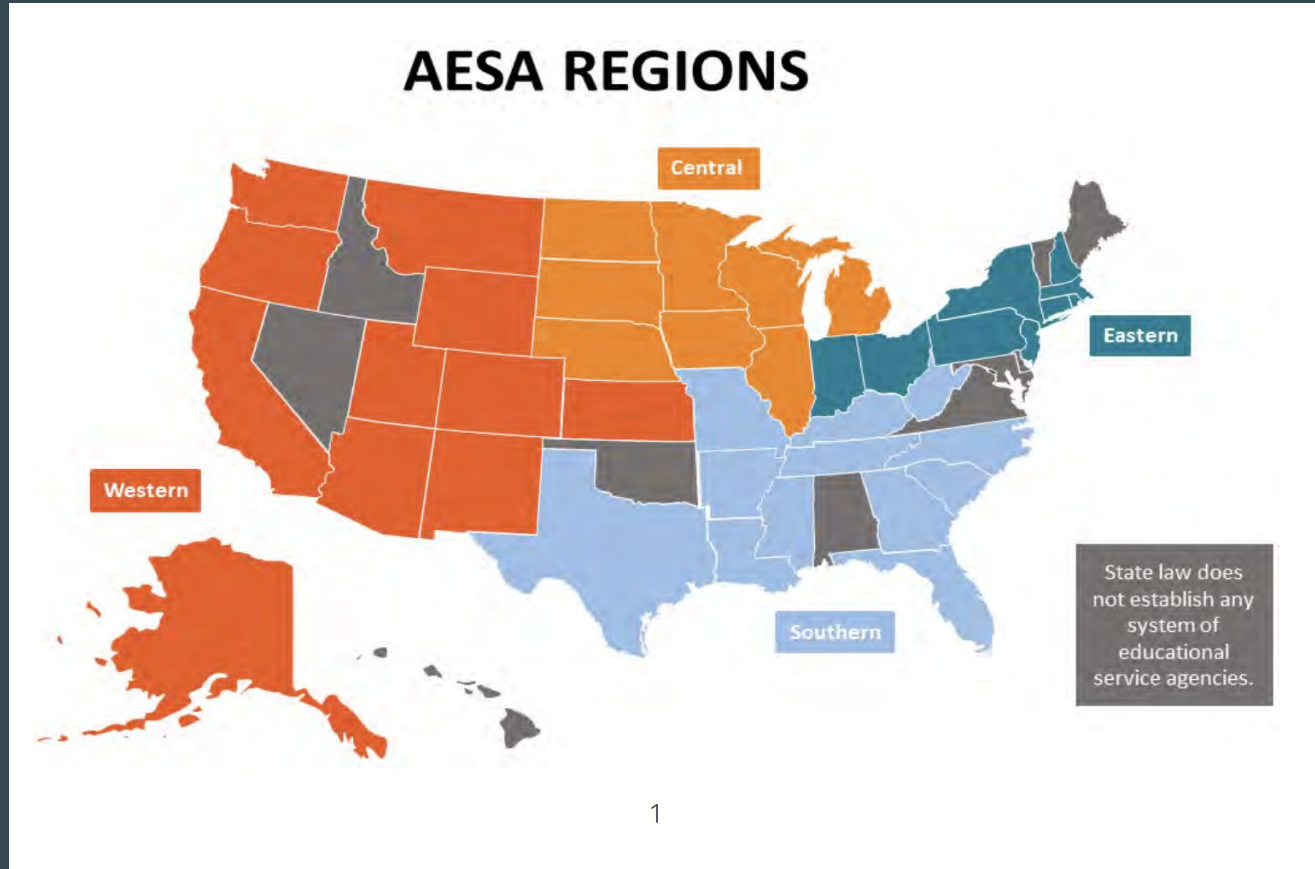 AESA REGIONS
Central
Eastern
Western
Southern
State law does
not establish any
system of
educational
service agencies.
1